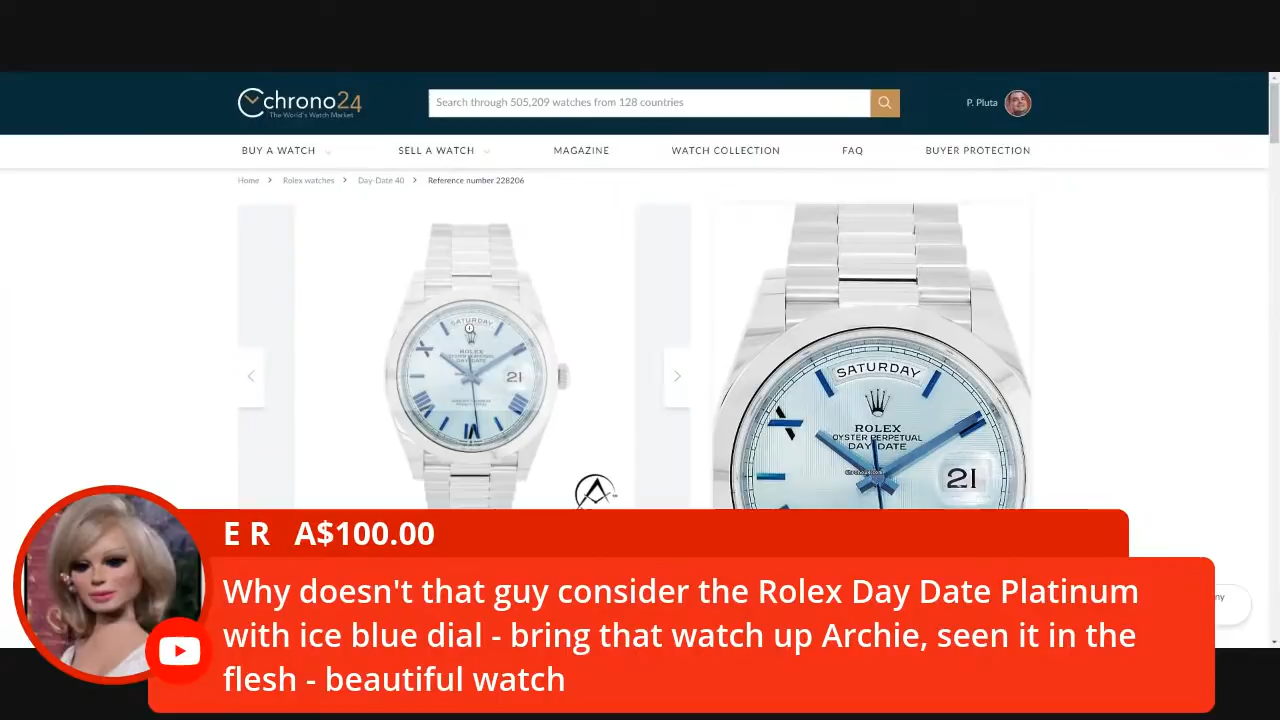 chrono24
The World's Watch Market
Search through 505,209 watches from 128 countries
P. Pluta
BUY A WATCH SELL A WATCH MAGAZINE WATCH COLLECTION FAQ BUYER PROTECTION
Home > Rolex watches > Day-Date 40 > Reference number 228206
SATURDAY
ROLEX
OYSTER PERPETUAL
DAY-DATE
21
SATURDAY
ROLEX
OYSTER PERPETUAL
DAY-DATE
Chrono24.com
21
ny
E R A$100.00
Why doesn't that guy consider the Rolex Day Date Platinum
with ice blue dial - bring that watch up Archie, seen it in the
flesh - beautiful watch